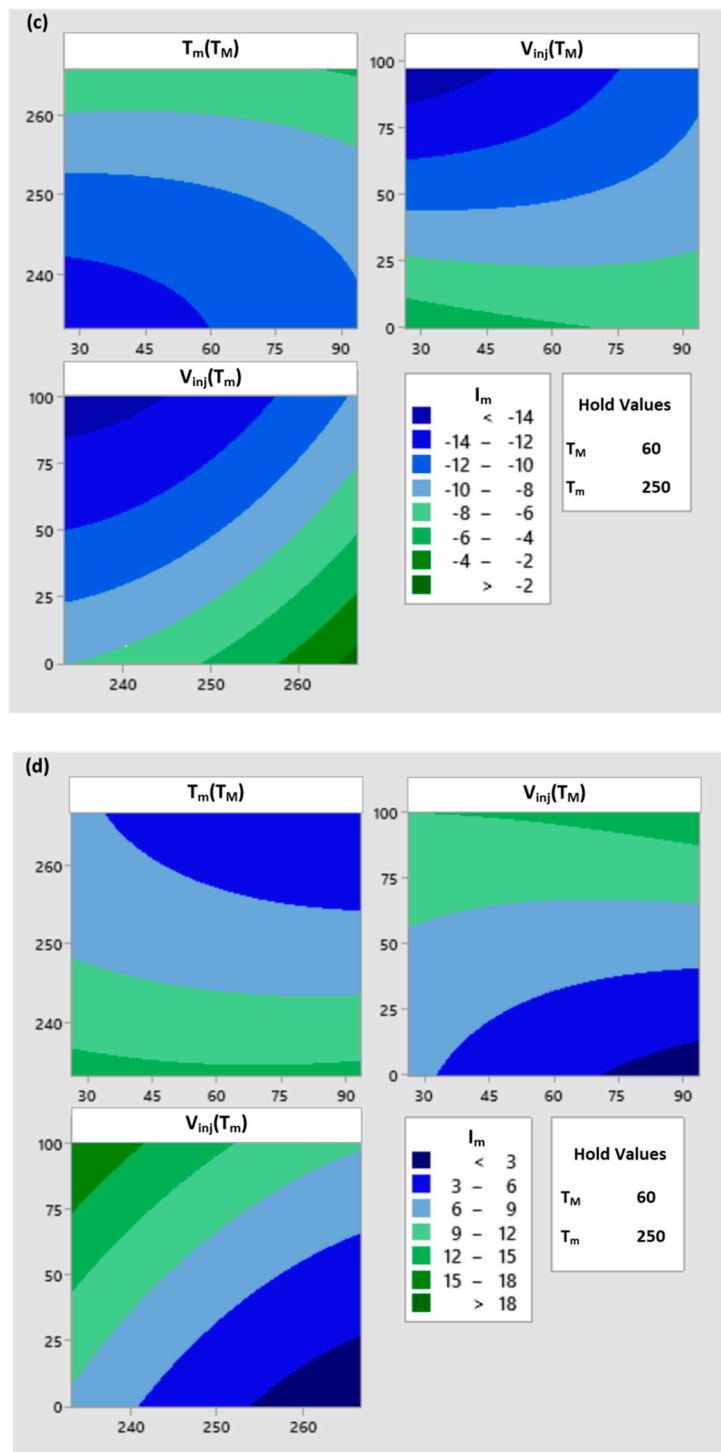 (c)
Tm(TM)
260
250
240
30 45 60 75 90
Vinj(TM)
100
75
50
25
0
30 45 60 75 90
Vinj(Tm)
100
75
50
25
0
240 250 260
Im
< -14
-14 – -12
-12 – -10
-10 – -8
-8 – -6
-6 – -4
-4 – -2
> -2
Hold Values
TM 60
Tm 250
(d)
Tm(TM)
260
250
240
30 45 60 75 90
Vinj(TM)
100
75
50
25
0
30 45 60 75 90
Vinj(Tm)
100
75
50
25
0
240 250 260
Im
< 3
3 – 6
6 – 9
9 – 12
12 – 15
15 – 18
> 18
Hold Values
TM 60
Tm 250